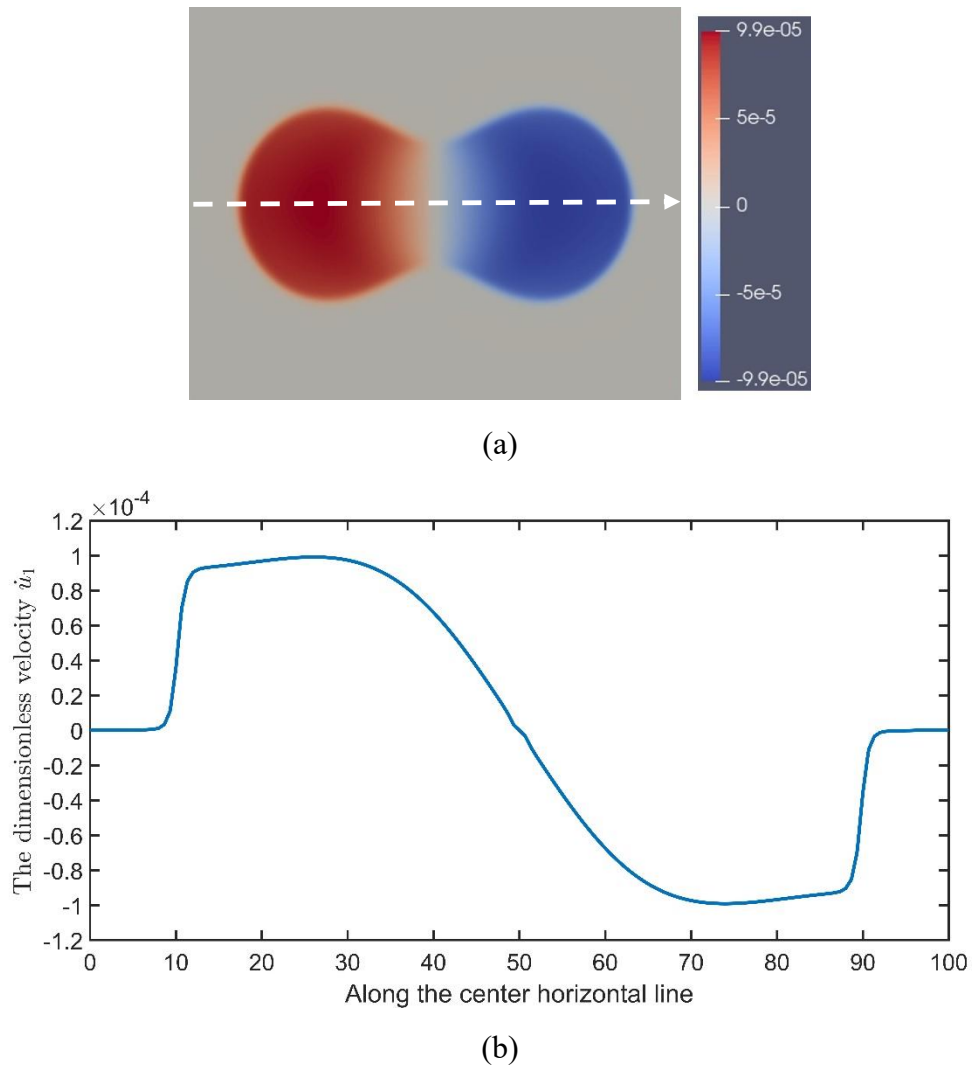 9.9e-05
5e-5
0
-5e-5
-9.9e-05
(a)
×10⁻⁴
1.2
1
0.8
0.6
0.4
0.2
0
-0.2
-0.4
-0.6
-0.8
-1
-1.2
The dimensionless velocity u̇₁
0 10 20 30 40 50 60 70 80 90 100
Along the center horizontal line
(b)